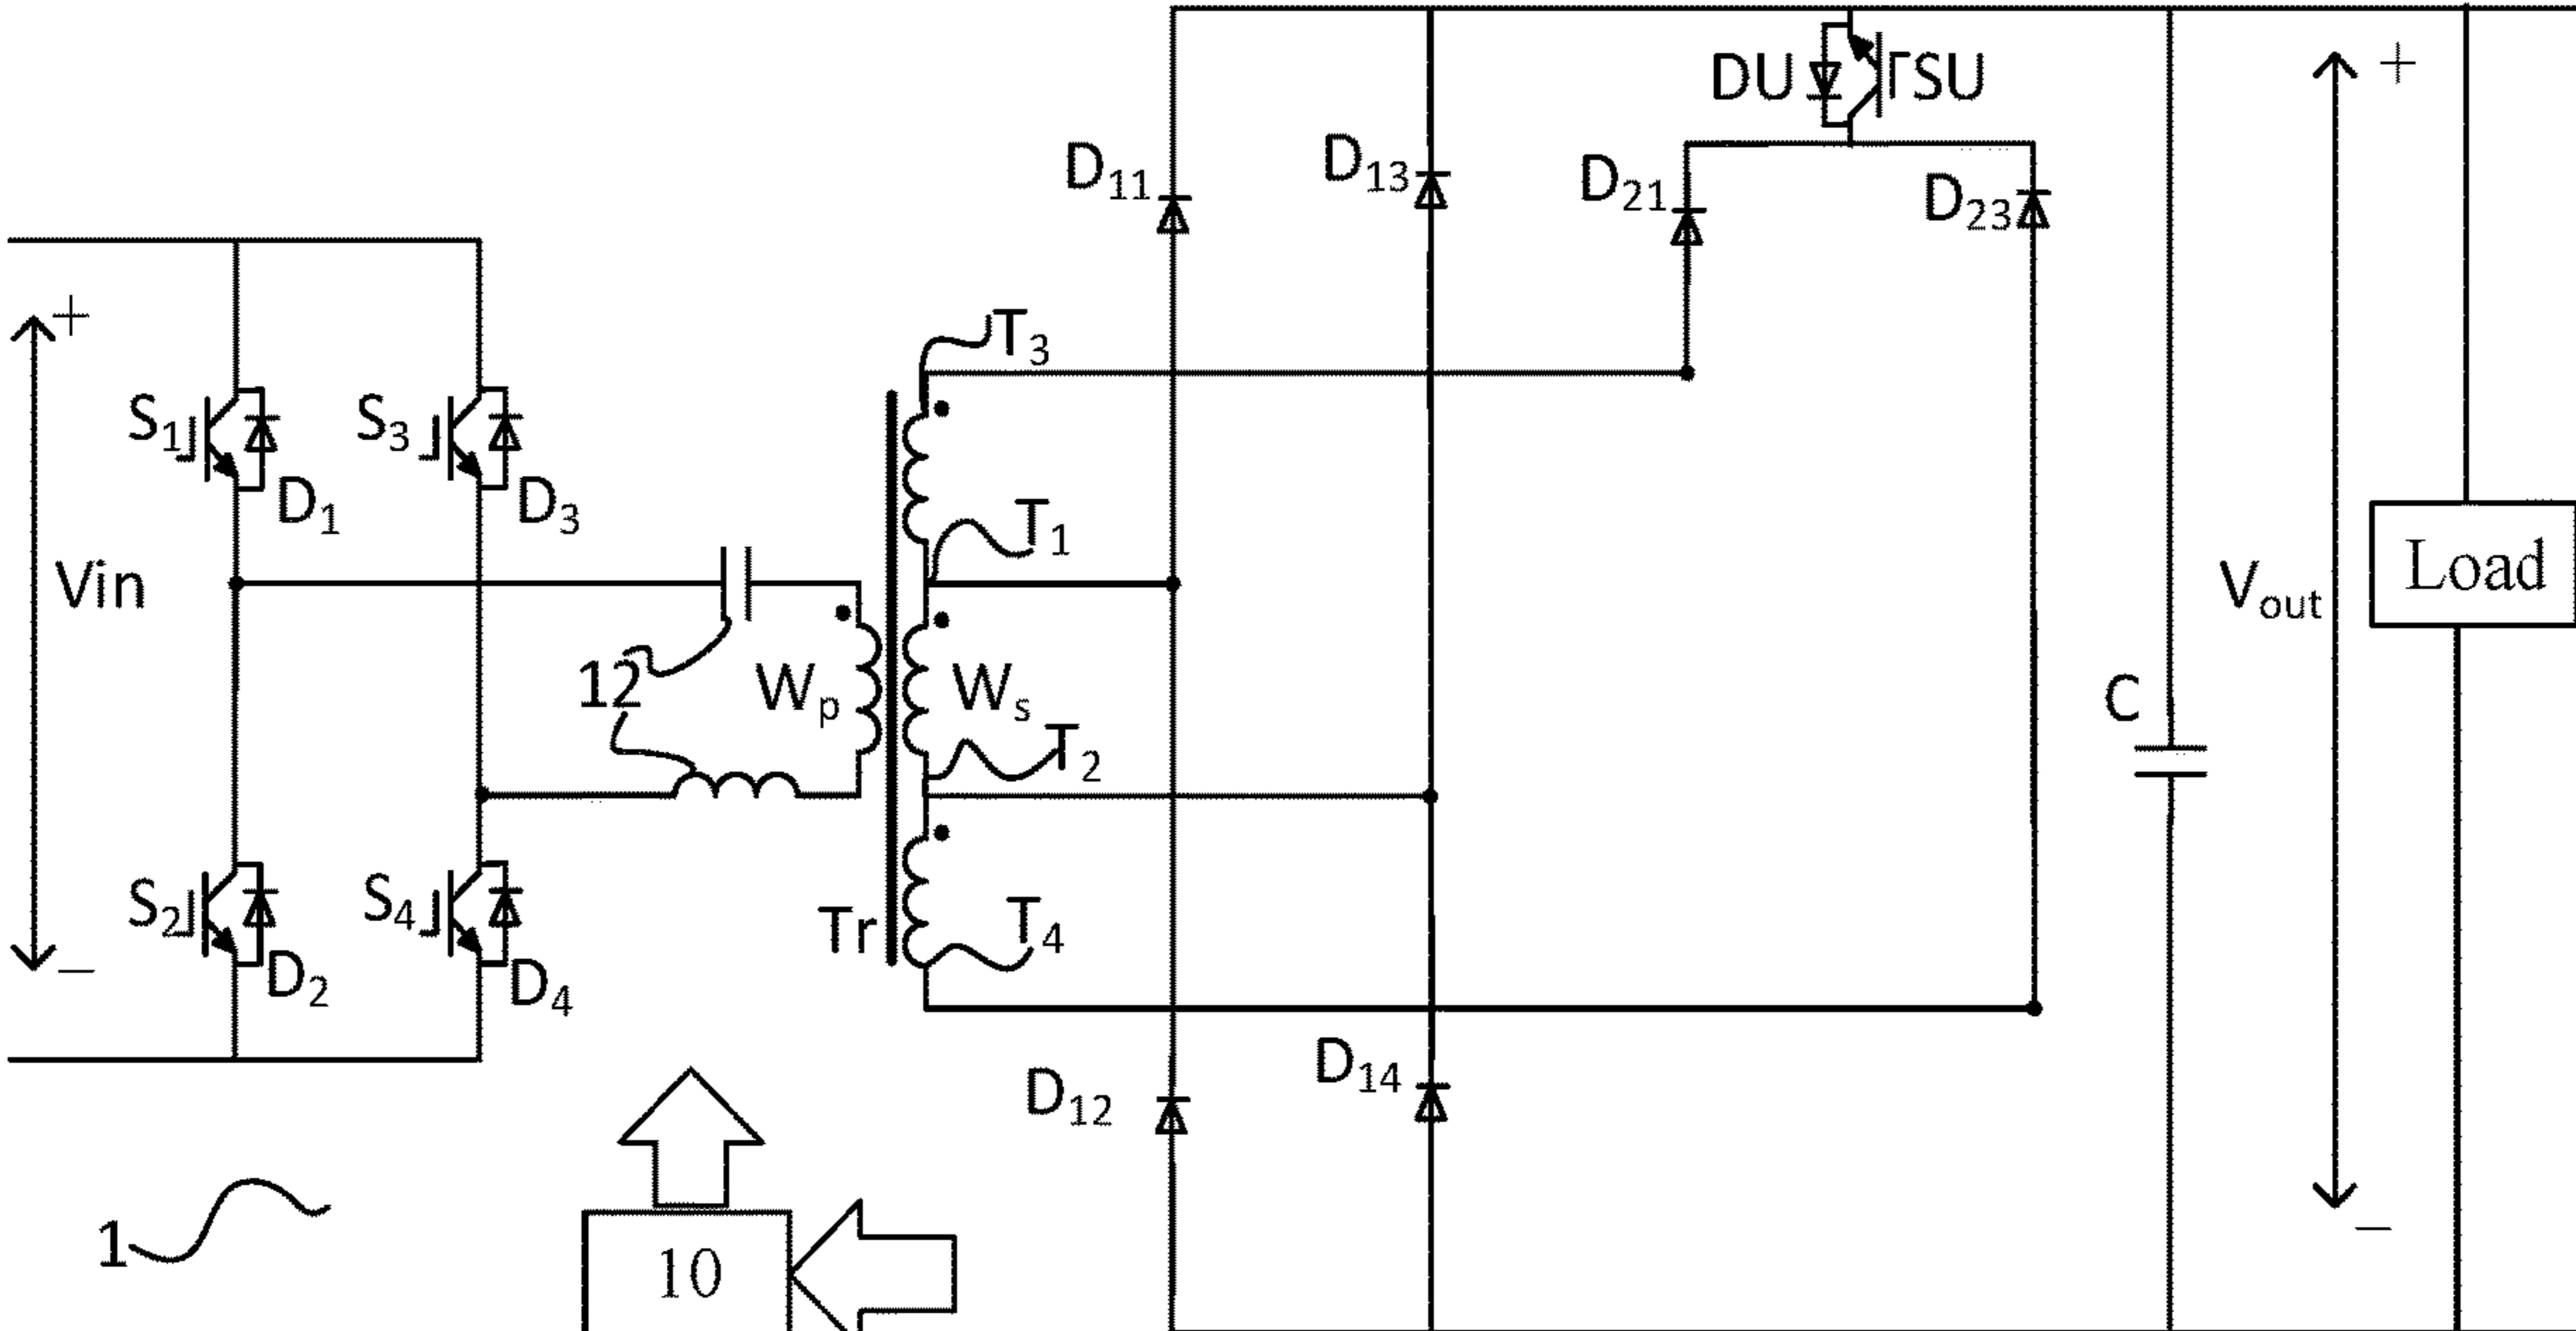 DU
SU
+
D11
D13
D21
D23
+
T3
S1
S3
D1
D3
T1
Vin
Vout
Load
12
Wp
Ws
T2
C
S2
S4
Tr
T4
D2
D4
−
D12
D14
1
10
−